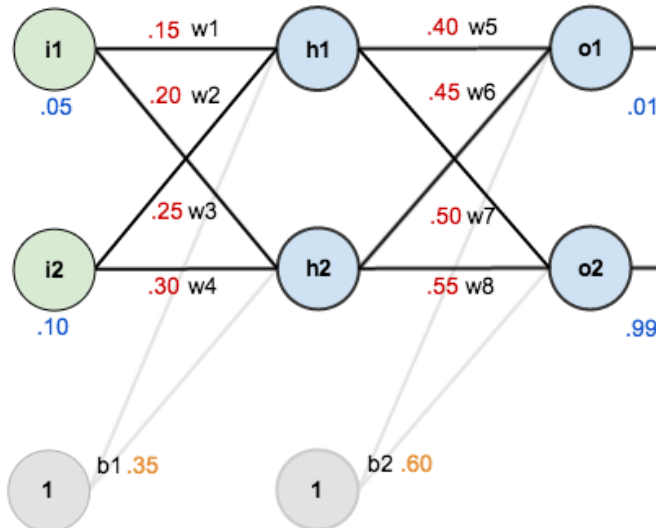 .15 w1
.40 w5
i1
h1
o1
.20 w2
.45 w6
.05
.01
.25 w3
.50 w7
i2
h2
o2
.30 w4
.55 w8
.10
.99
b1 .35
b2 .60
1
1